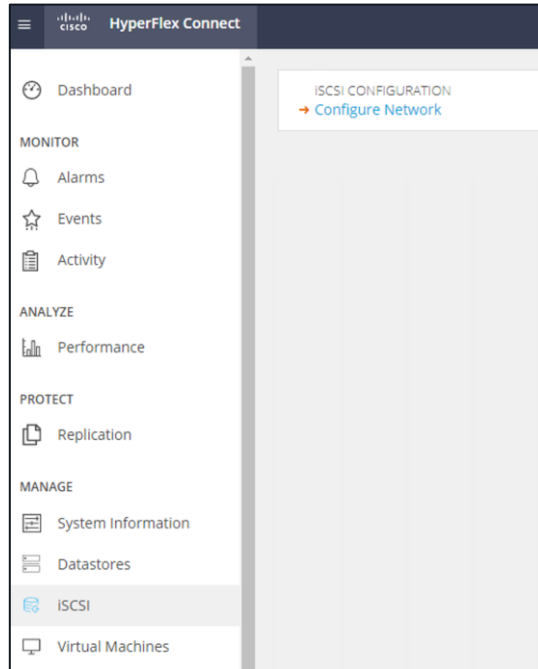 cisco
HyperFlex Connect
Dashboard
MONITOR
Alarms
Events
Activity
ANALYZE
Performance
PROTECT
Replication
MANAGE
System Information
Datastores
iSCSI
Virtual Machines
iSCSI CONFIGURATION
Configure Network